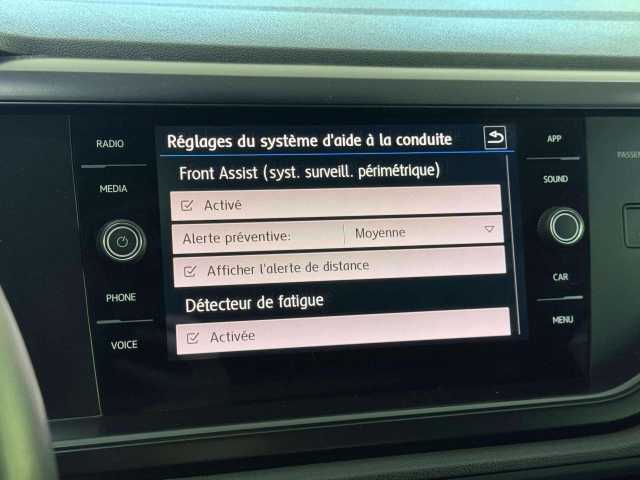 RADIO
MEDIA
PHONE
VOICE
Réglages du système d'aide à la conduite
Front Assist (syst. surveill. périmétrique)
Activé
Alerte préventive: Moyenne
Afficher l'alerte de distance
Détecteur de fatigue
Activée
APP
SOUND
CAR
MENU